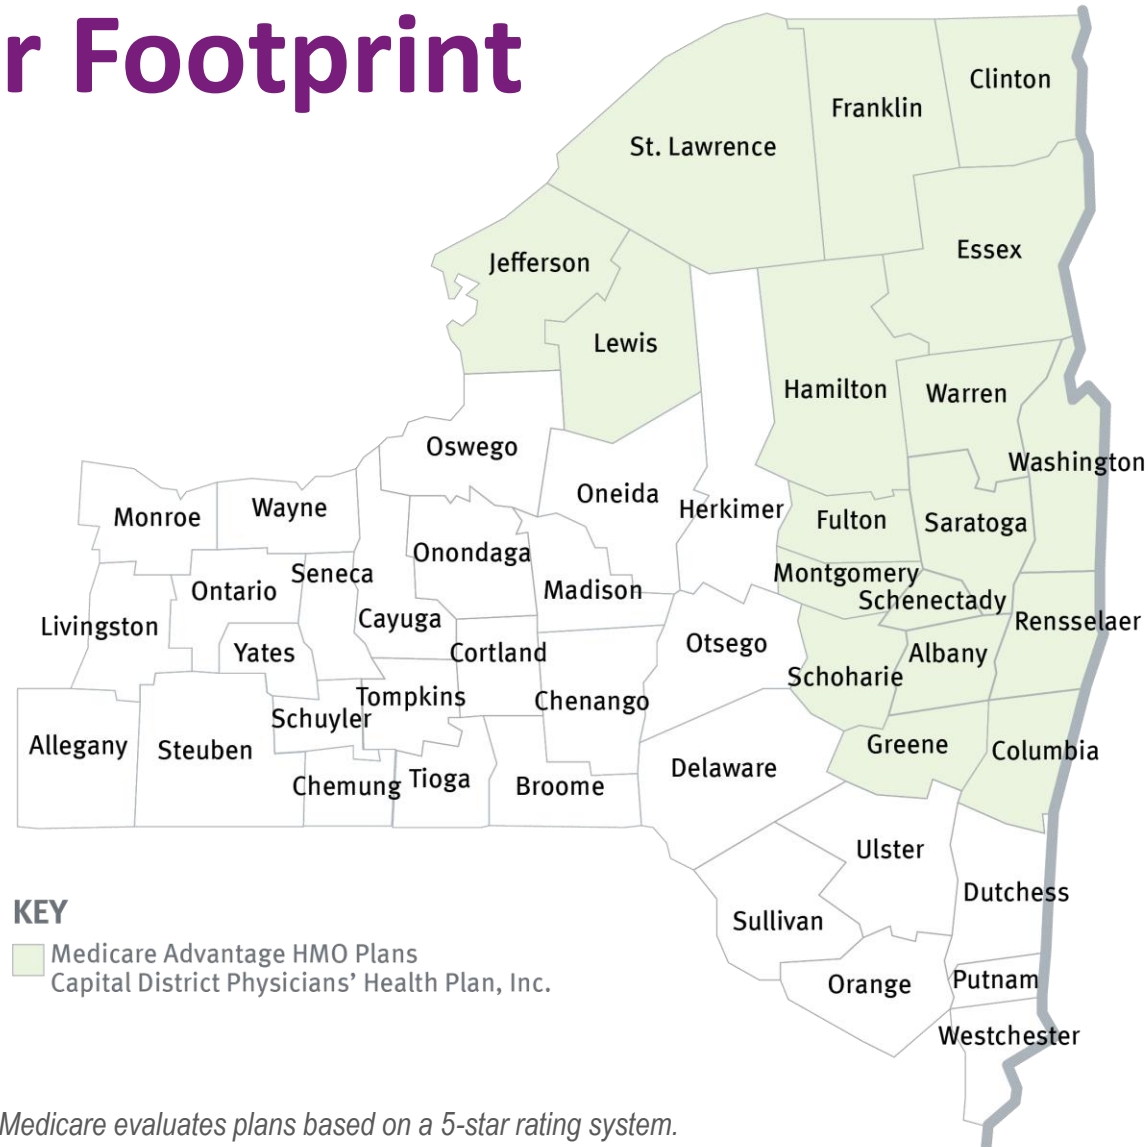 r Footprint
Clinton
Franklin
St. Lawrence
Essex
Jefferson
Lewis
Hamilton
Warren
Oswego
Washington
Oneida
Herkimer
Wayne
Monroe
Fulton
Saratoga
Onondaga
Seneca
Montgomery
Ontario
Madison
Schenectady
Cayuga
Livingston
Rensselaer
Otsego
Yates
Cortland
Albany
Schoharie
Tompkins
Chenango
Schuyler
Allegany
Steuben
Greene
Columbia
Delaware
Tioga
Chemung
Broome
Ulster
Dutchess
KEY
Sullivan
Medicare Advantage HMO Plans
Capital District Physicians’ Health Plan, Inc.
Putnam
Orange
Westchester
Medicare evaluates plans based on a 5-star rating system.